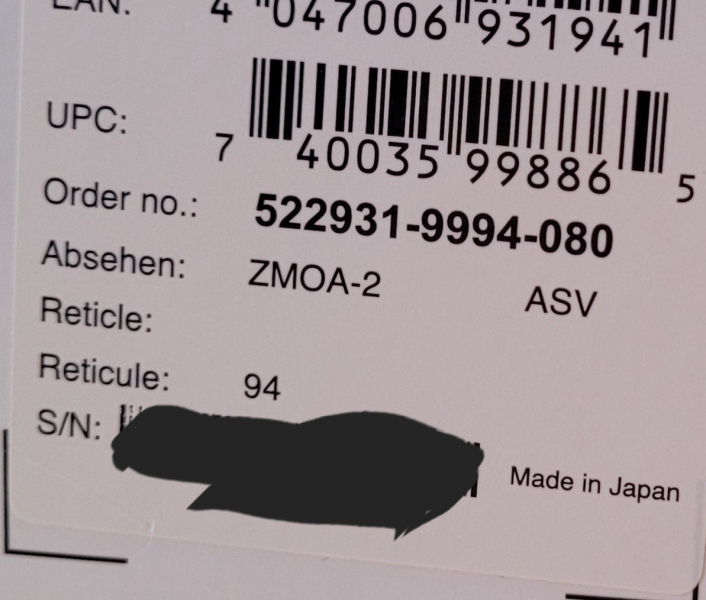 EAN: 4 047006 931941
UPC: 7 40035 99886 5
Order no.: 522931-9994-080
Absehen: ZMOA-2 ASV
Reticle:
Reticule: 94
S/N:
Made in Japan